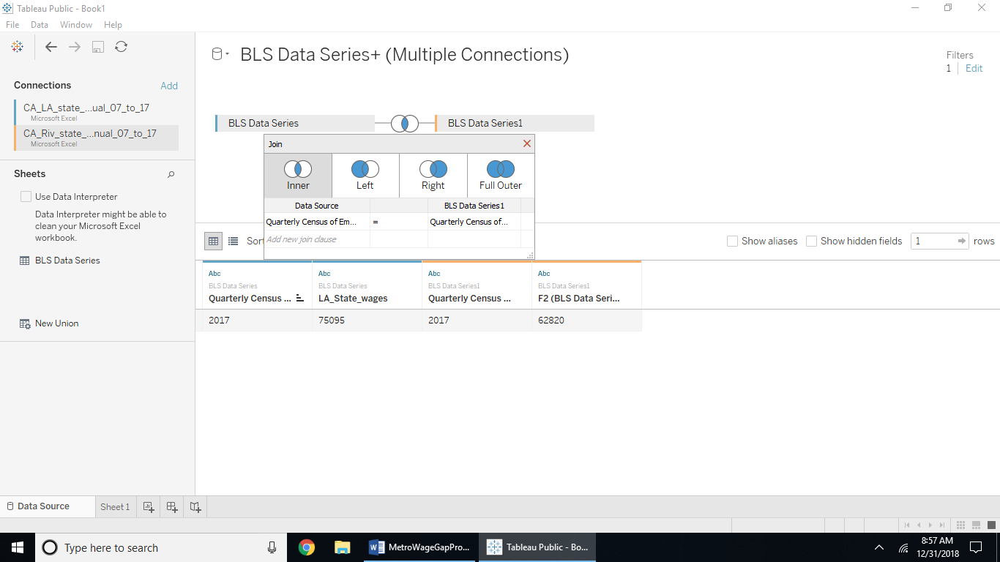 Tableau Public - Book1
File Data Window Help
Connections Add
CA_LA_state_...ual_07_to_17
Microsoft Excel
CA_Riv_state_...nual_07_to_17
Microsoft Excel
Sheets
Use Data Interpreter
Data Interpreter might be able to
clean your Microsoft Excel
workbook.
BLS Data Series
New Union
BLS Data Series+ (Multiple Connections)
Filters
1 Edit
BLS Data Series BLS Data Series1
Join
Inner Left Right Full Outer
Data Source BLS Data Series1
Quarterly Census of Em... = Quarterly Census of...
Add new join clause
Sort
Show aliases Show hidden fields 1 rows
Abc Abc Abc Abc
BLS Data Series BLS Data Series BLS Data Series1 BLS Data Series1
Quarterly Census ... LA_State_wages Quarterly Census ... F2 (BLS Data Seri...
2017 75095 2017 62820
Data Source Sheet 1
Type here to search
MetroWageGapPro...
Tableau Public - Bo...
8:57 AM
12/31/2018